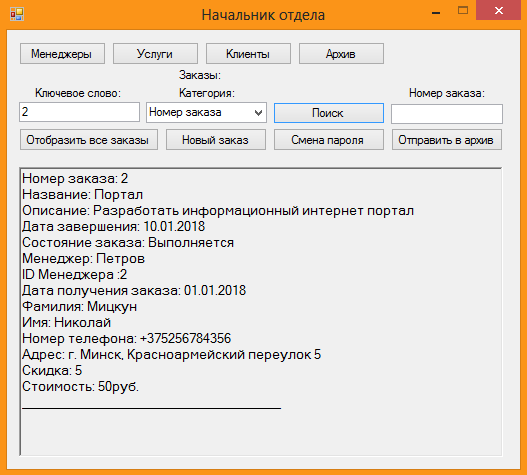 Начальник отдела
Менеджеры Услуги Клиенты Архив
Заказы:
Ключевое слово: Категория: Номер заказа:
2 Номер заказа Поиск
Отобразить все заказы Новый заказ Смена пароля Отправить в архив
Номер заказа: 2
Название: Портал
Описание: Разработать информационный интернет портал
Дата завершения: 10.01.2018
Состояние заказа: Выполняется
Менеджер: Петров
ID Менеджера :2
Дата получения заказа: 01.01.2018
Фамилия: Мицкун
Имя: Николай
Номер телефона: +375256784356
Адрес: г. Минск, Красноармейский переулок 5
Скидка: 5
Стоимость: 50руб.